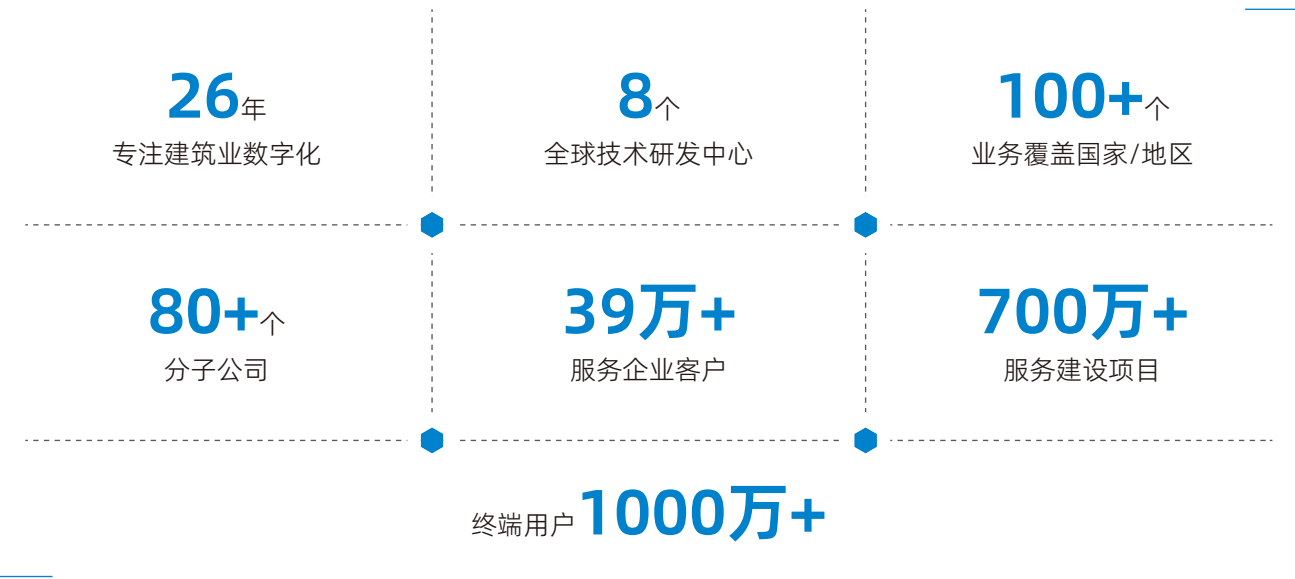 26年
专注建筑业数字化
8个
全球技术研发中心
100+个
业务覆盖国家/地区
80+个
分子公司
39万+
服务企业客户
700万+
服务建设项目
终端用户1000万+